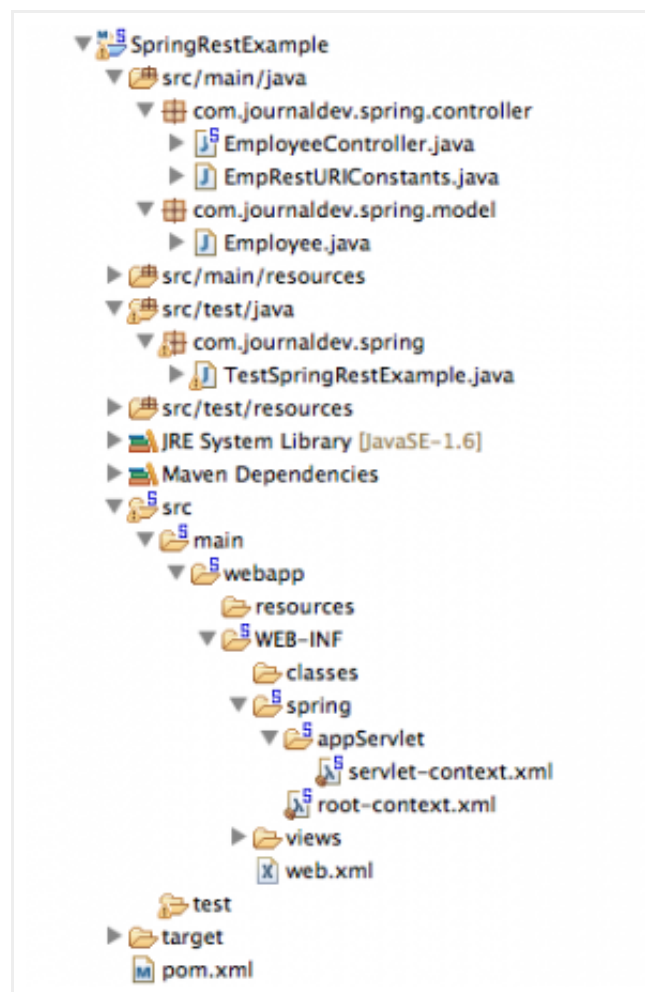 SpringRestExample
src/main/java
com.journaldev.spring.controller
EmployeeController.java
EmpRestURIConstants.java
com.journaldev.spring.model
Employee.java
src/main/resources
src/test/java
com.journaldev.spring
TestSpringRestExample.java
src/test/resources
JRE System Library [JavaSE-1.6]
Maven Dependencies
src
main
webapp
resources
WEB-INF
classes
spring
appServlet
servlet-context.xml
root-context.xml
views
web.xml
test
target
pom.xml